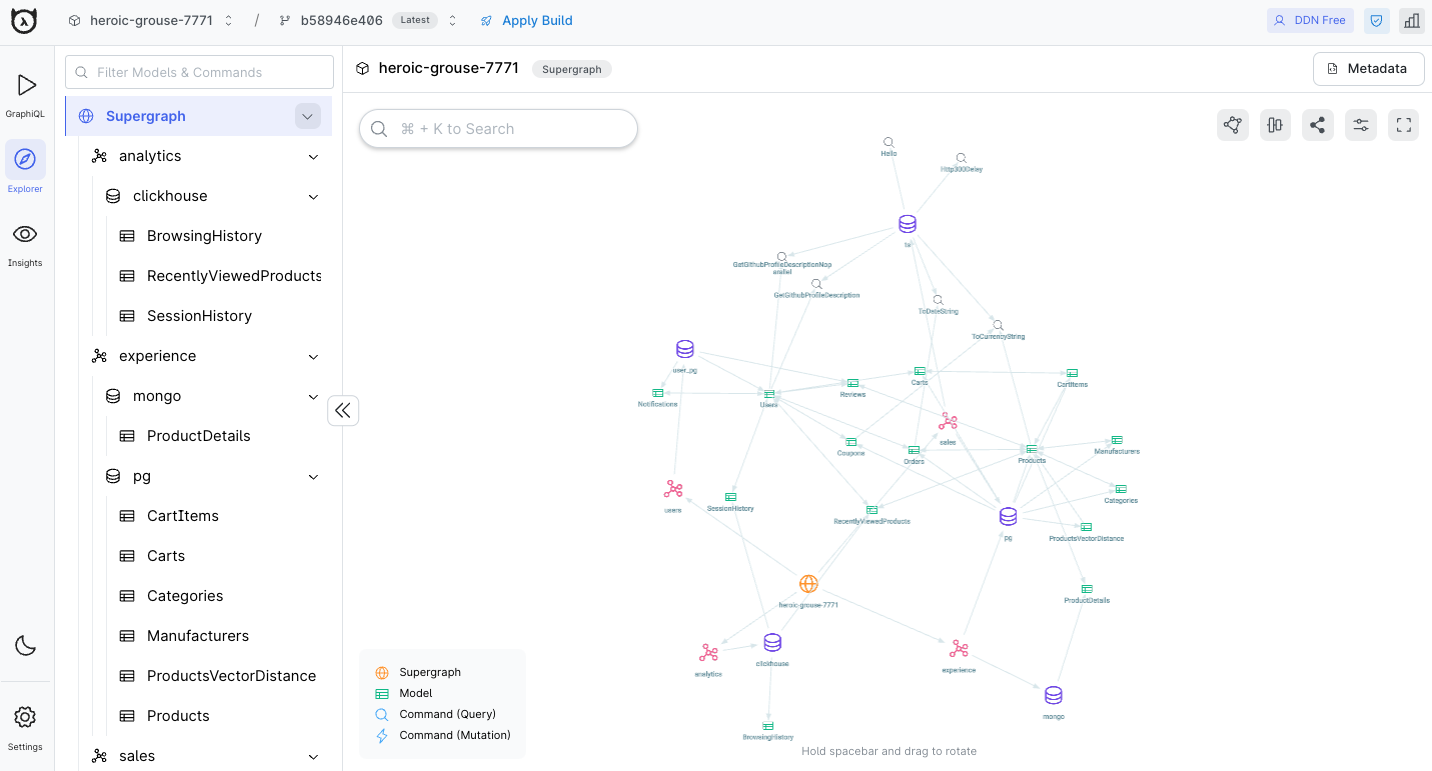 heroic-grouse-7771 / b58946e406 Latest Apply Build DDN Free
GraphiQL
Explorer
Insights
Settings
Filter Models & Commands
Supergraph
analytics
clickhouse
BrowsingHistory
RecentlyViewedProducts
SessionHistory
experience
mongo
ProductDetails
pg
CartItems
Carts
Categories
Manufacturers
ProductsVectorDistance
Products
sales
heroic-grouse-7771 Supergraph Metadata
⌘ + K to Search
Hello
Http300Delay
ts
GetGithubProfileDescriptionNop
arallel
GetGithubProfileDescription
ToDateString
ToCurrencyString
user_pg
Notifications
Users
Reviews
Carts
CartItems
sales
Coupons
Orders
Products
Manufacturers
Categories
users
SessionHistory
RecentlyViewedProducts
pg
ProductsVectorDistance
heroic-grouse-7771
ProductDetails
analytics
clickhouse
experience
mongo
BrowsingHistory
Supergraph
Model
Command (Query)
Command (Mutation)
Hold spacebar and drag to rotate